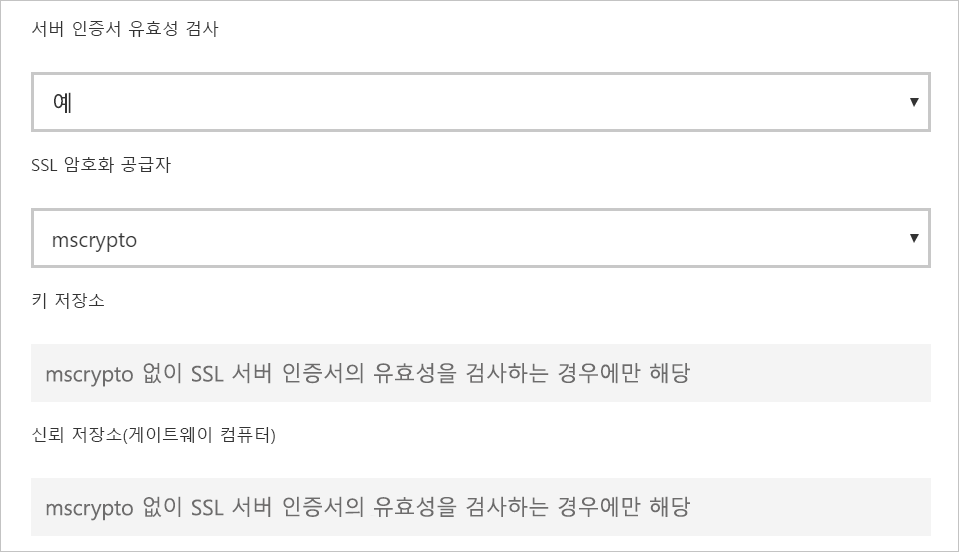 서버 인증서 유효성 검사
예
SSL 암호화 공급자
mscrypto
키 저장소
mscrypto 없이 SSL 서버 인증서의 유효성을 검사하는 경우에만 해당
신뢰 저장소(게이트웨이 컴퓨터)
mscrypto 없이 SSL 서버 인증서의 유효성을 검사하는 경우에만 해당